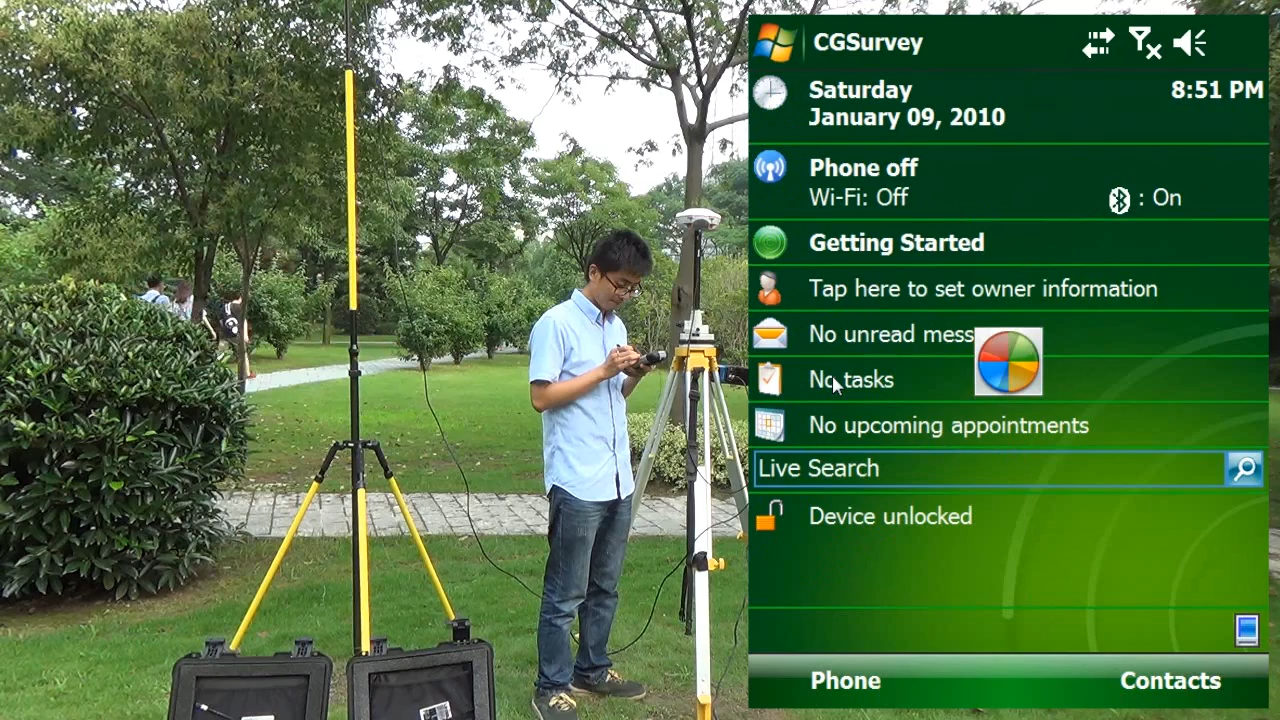 CGSurvey
Saturday 8:51 PM
January 09, 2010
Phone off
Wi-Fi: Off : On
Getting Started
Tap here to set owner information
No unread mess
No tasks
No upcoming appointments
Live Search
Device unlocked
Phone Contacts